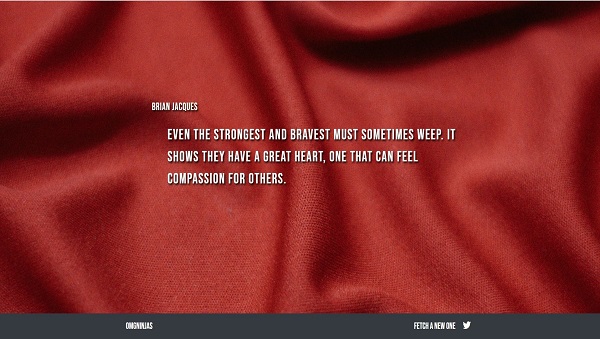 BRIAN JACQUES
EVEN THE STRONGEST AND BRAVEST MUST SOMETIMES WEEP. IT
SHOWS THEY HAVE A GREAT HEART, ONE THAT CAN FEEL
COMPASSION FOR OTHERS.
OMGNINJAS
FETCH A NEW ONE